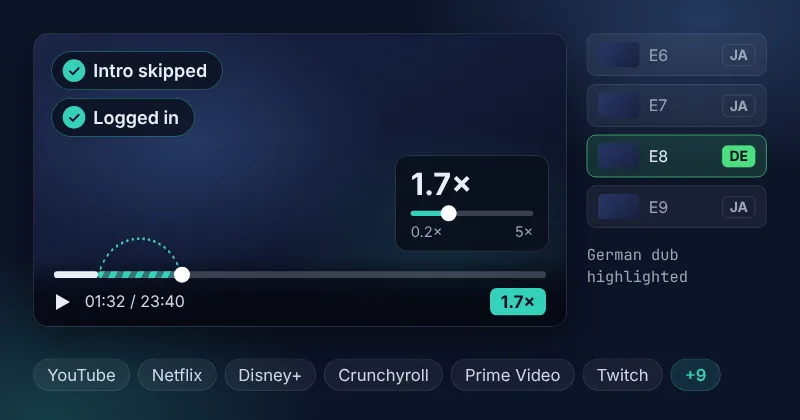 Intro skipped
Logged in
1.7×
0.2× 5×
01:32 / 23:40
1.7×
E6 JA
E7 JA
E8 DE
E9 JA
German dub
highlighted
YouTube Netflix Disney+ Crunchyroll Prime Video Twitch +9